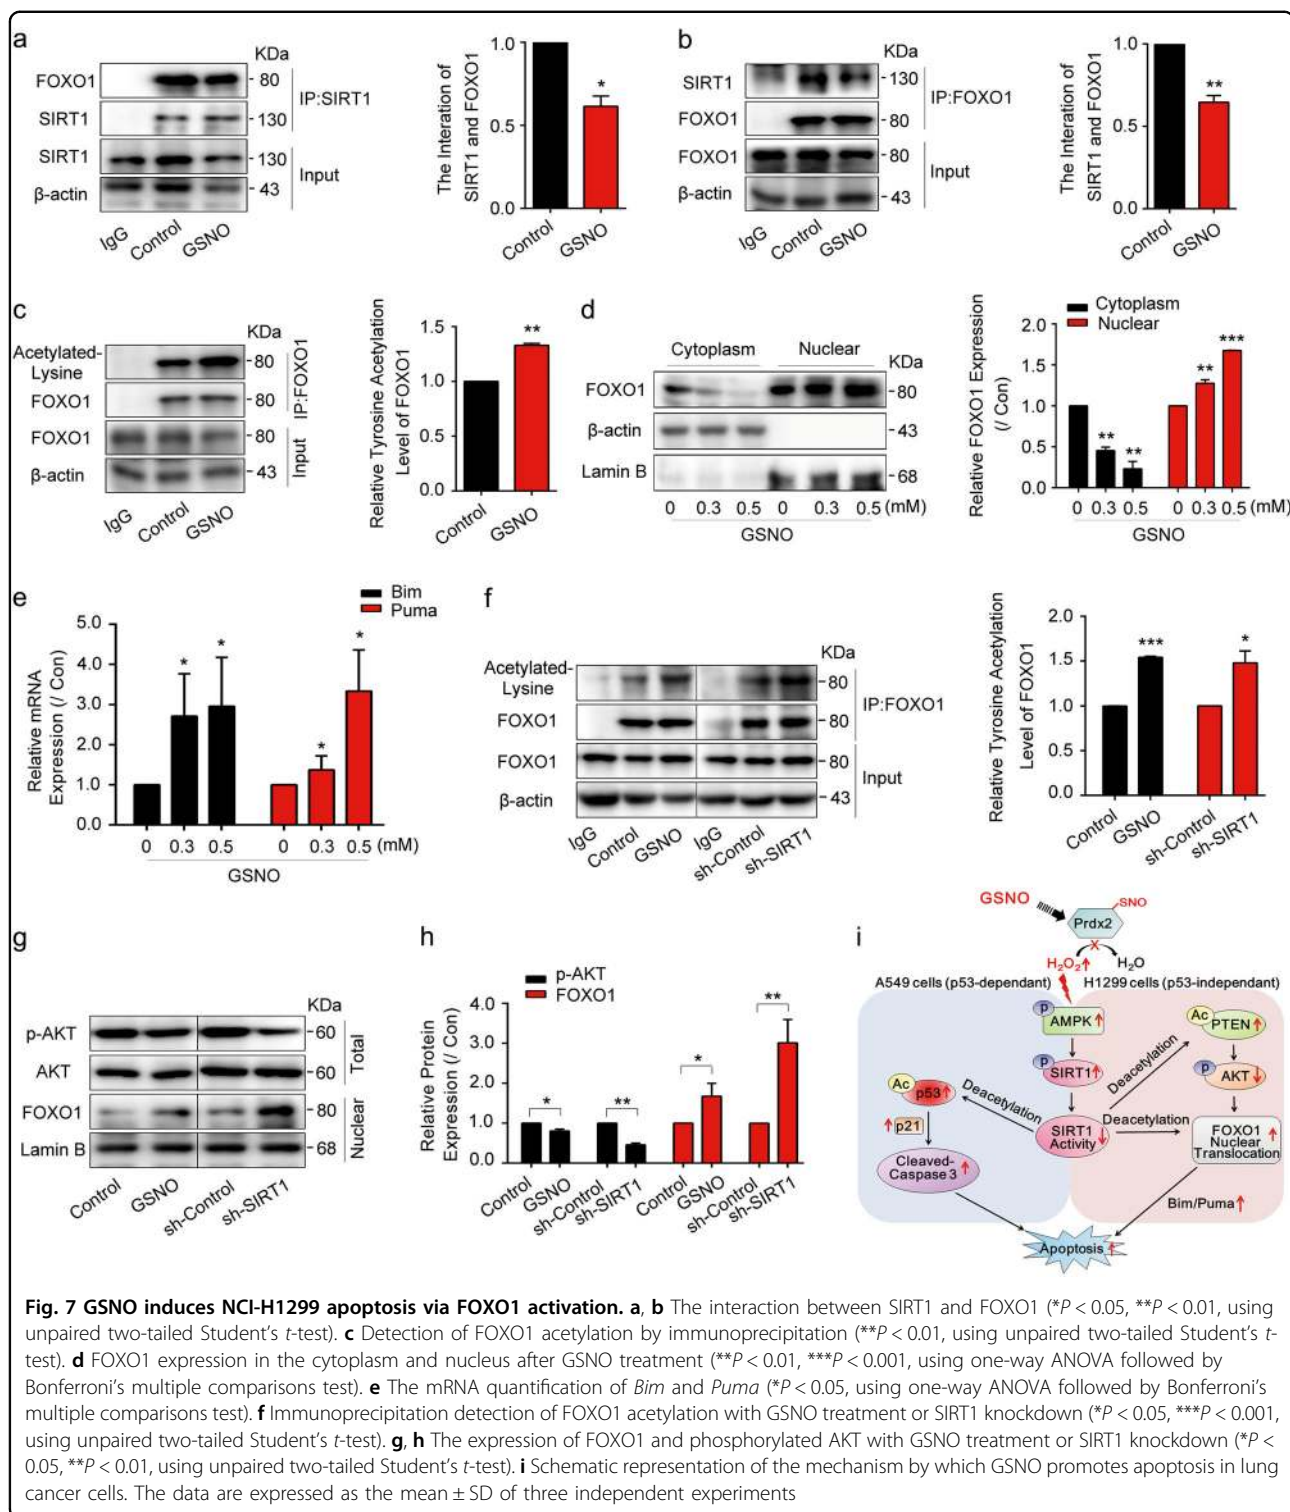 a
KDa
FOXO1
80
SIRT1
130
IP:SIRT1
SIRT1
130
β-actin
43
Input
IgG Control GSNO
The Interation of
SIRT1 and FOXO1
1.0
0.5
0.0
*
Control GSNO
b
KDa
SIRT1
130
FOXO1
80
IP:FOXO1
FOXO1
80
β-actin
43
Input
IgG Control GSNO
The Interation of
SIRT1 and FOXO1
1.0
0.5
0.0
**
Control GSNO
c
KDa
Acetylated-
Lysine
80
FOXO1
80
IP:FOXO1
FOXO1
80
β-actin
43
Input
IgG Control GSNO
Relative Tyrosine Acetylation
Level of FOXO1
1.5
1.0
0.5
0.0
**
Control GSNO
d
Cytoplasm Nuclear
KDa
FOXO1
80
β-actin
43
Lamin B
68
0 0.3 0.5 0 0.3 0.5 (mM)
GSNO
Cytoplasm
Nuclear
Relative FOXO1 Expression
(/ Con)
2.0
1.5
1.0
0.5
0.0
** ** ** ***
0 0.3 0.5 0 0.3 0.5 (mM)
GSNO
e
Bim
Puma
Relative mRNA
Expression (/ Con)
5.0
4.0
3.0
2.0
1.0
0.0
* * * *
0 0.3 0.5 0 0.3 0.5 (mM)
GSNO
f
KDa
Acetylated-
Lysine
80
FOXO1
80
IP:FOXO1
FOXO1
80
β-actin
43
Input
IgG Control GSNO IgG sh-Control sh-SIRT1
Relative Tyrosine Acetylation
Level of FOXO1
2.0
1.5
1.0
0.5
0.0
*** *
Control GSNO sh-Control sh-SIRT1
g
KDa
p-AKT
60
AKT
60
Total
FOXO1
80
Lamin B
68
Nuclear
Control GSNO sh-Control sh-SIRT1
h
p-AKT
FOXO1
Relative Protein
Expression (/ Con)
4.0
3.0
2.0
1.0
0.0
* ** * **
Control GSNO sh-Control sh-SIRT1 Control GSNO sh-Control sh-SIRT1
i
GSNO
SNO
Prdx2
X
H₂O₂↑ H₂O
A549 cells (p53-dependant) H1299 cells (p53-independant)
p
AMPK↑
p
SIRT1↑
SIRT1
Activity↓
Deacetylation
Ac
p53↑
↑p21
Cleaved-
Caspase 3↑
Deacetylation
Ac
PTEN↑
p
AKT↓
Deacetylation
FOXO1
Nuclear
Translocation↑
Bim/Puma↑
Apoptosis↑
Fig. 7 GSNO induces NCI-H1299 apoptosis via FOXO1 activation. a, b The interaction between SIRT1 and FOXO1 (*P < 0.05, **P < 0.01, using
unpaired two-tailed Student's t-test). c Detection of FOXO1 acetylation by immunoprecipitation (**P < 0.01, using unpaired two-tailed Student's t-
test). d FOXO1 expression in the cytoplasm and nucleus after GSNO treatment (**P < 0.01, ***P < 0.001, using one-way ANOVA followed by
Bonferroni's multiple comparisons test). e The mRNA quantification of Bim and Puma (*P < 0.05, using one-way ANOVA followed by Bonferroni's
multiple comparisons test). f Immunoprecipitation detection of FOXO1 acetylation with GSNO treatment or SIRT1 knockdown (*P < 0.05, ***P < 0.001,
using unpaired two-tailed Student's t-test). g, h The expression of FOXO1 and phosphorylated AKT with GSNO treatment or SIRT1 knockdown (*P <
0.05, **P < 0.01, using unpaired two-tailed Student's t-test). i Schematic representation of the mechanism by which GSNO promotes apoptosis in lung
cancer cells. The data are expressed as the mean ± SD of three independent experiments